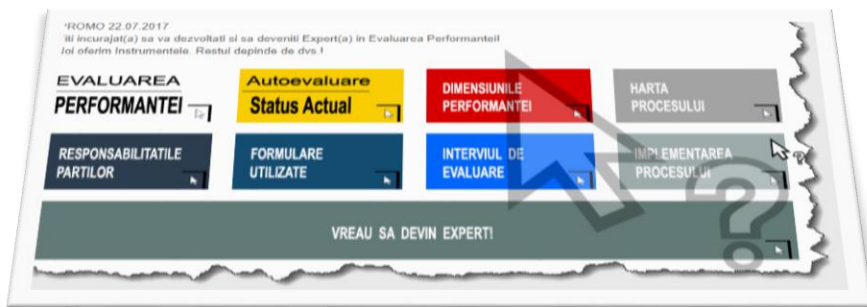 PROMO 22.07.2017
iti incurajat(a) sa va dezvoltati si sa deveniti Expert(a) in Evaluarea Performantei!
oferim Instrumentele. Restul depinde de dvs.!
EVALUAREA
PERFORMANTEI
Autoevaluare
Status Actual
DIMENSIUNILE
PERFORMANTEI
HARTA
PROCESULUI
RESPONSABILITATILE
PARTILOR
FORMULARE
UTILIZATE
INTERVIUL DE
EVALUARE
IMPLEMENTAREA
PROCESULUI
VREAU SA DEVIN EXPERT!